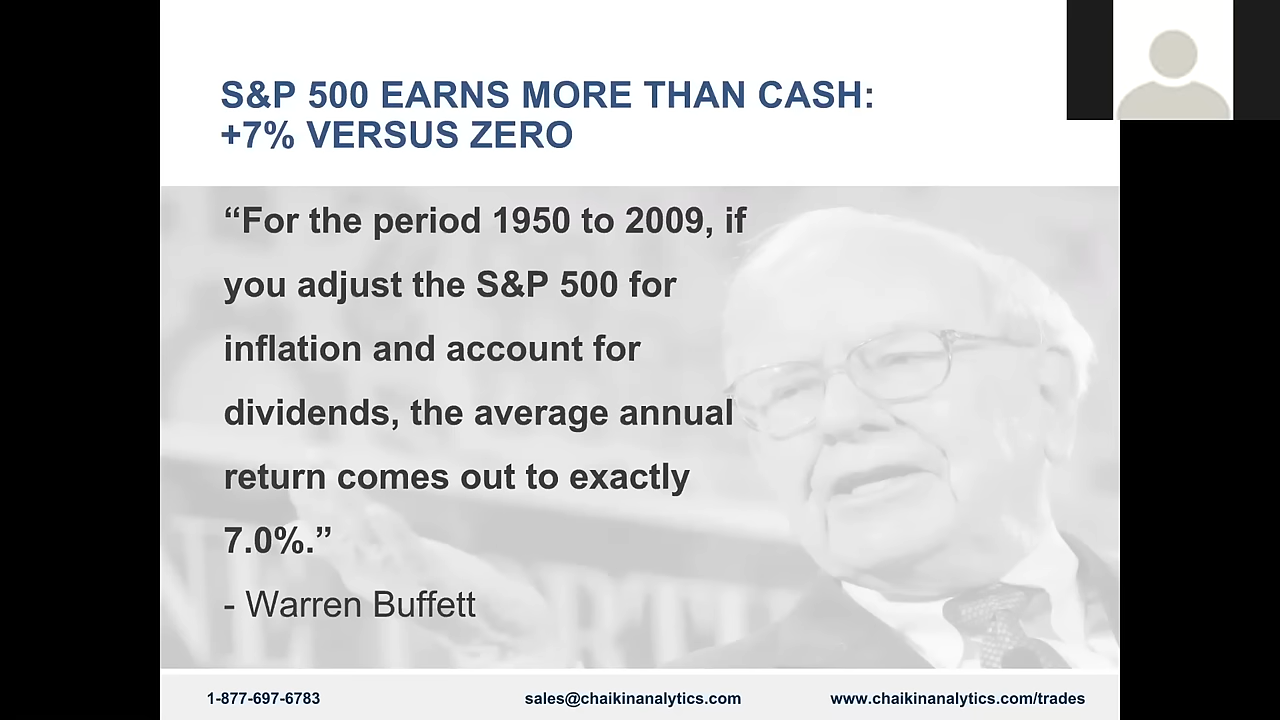 S&P 500 EARNS MORE THAN CASH:
+7% VERSUS ZERO
“For the period 1950 to 2009, if
you adjust the S&P 500 for
inflation and account for
dividends, the average annual
return comes out to exactly
7.0%.”
- Warren Buffett
1-877-697-6783
sales@chaikinanalytics.com
www.chaikinanalytics.com/trades